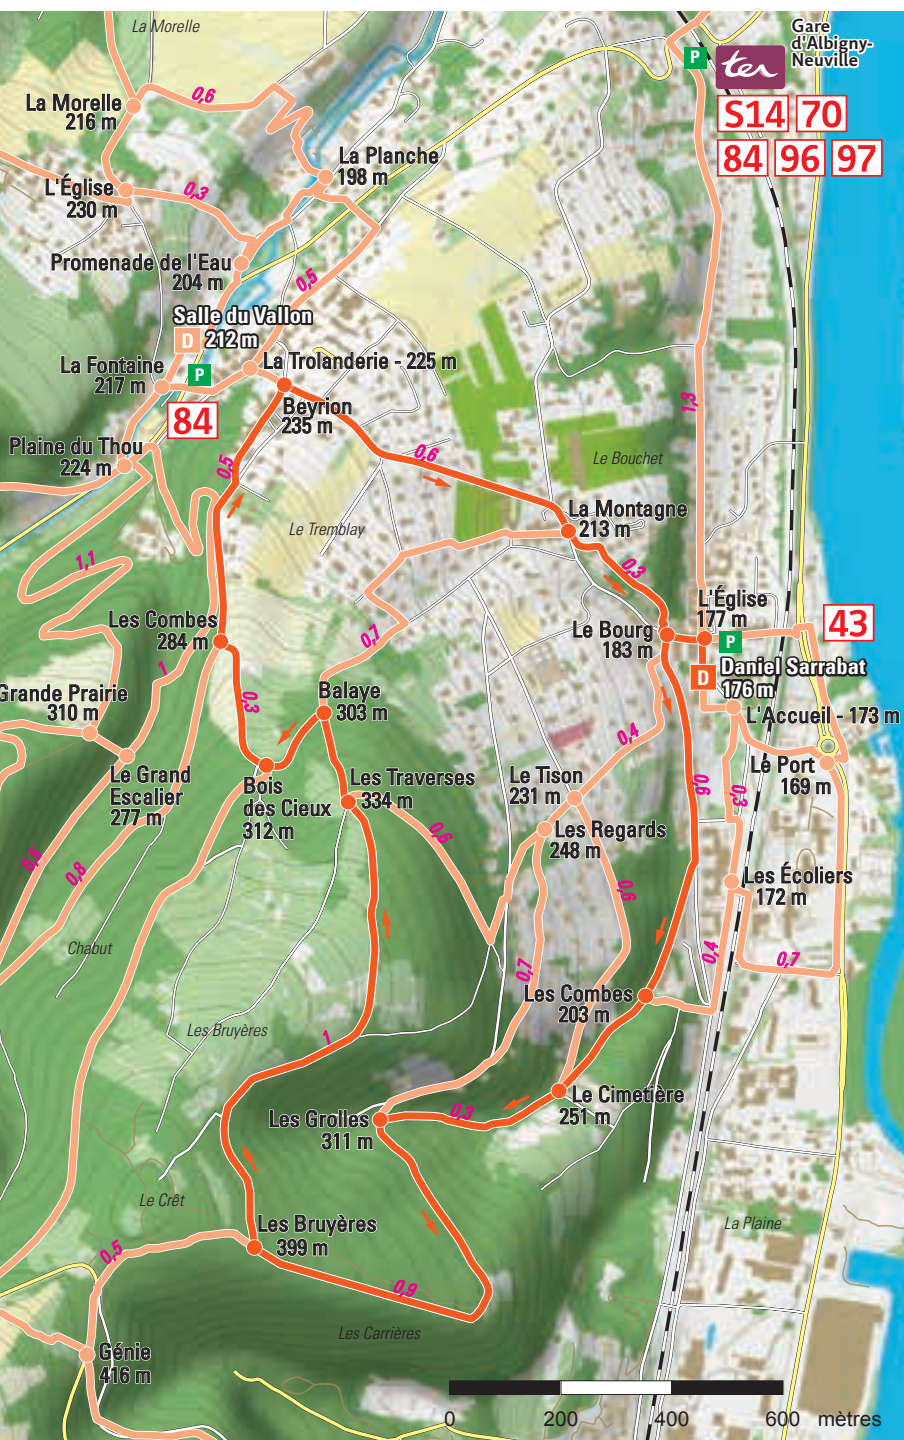 La Morelle
Gare
d'Albigny-
Neuville
P
ter
La Morelle
216 m
0,6
S14 70
84 96 97
La Planche
198 m
L'Église
230 m
0,3
Promenade de l'Eau
204 m
0,5
Salle du Vallon
D 212 m
La Fontaine
217 m
P
La Trolanderie - 225 m
84
Beyrion
235 m
1,3
Plaine du Thou
224 m
0,5
0,6
Le Bouchet
La Montagne
213 m
Le Tremblay
1,1
0,3
L'Église
177 m
Les Combes
284 m
0,7
Le Bourg
183 m
P
43
1
D
Daniel Sarrabat
176 m
Grande Prairie
310 m
0,3
Balaye
303 m
L'Accueil - 173 m
0,4
Le Grand
Escalier
277 m
Bois
des Cieux
312 m
Les Traverses
334 m
Le Tison
231 m
0,6
0,3
Le Port
169 m
0,6
Les Regards
248 m
0,5
0,8
0,6
Les Écoliers
172 m
Chabut
0,4
0,7
0,7
Les Combes
203 m
Les Bruyères
1
Le Cimetière
251 m
Les Grolles
311 m
0,3
Le Crêt
Les Bruyères
399 m
La Plaine
0,5
0,9
Les Carrières
Génie
416 m
0 200 400 600 mètres